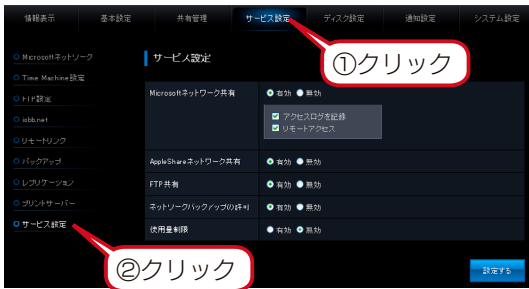 情報表示 基本設定 共有管理 サービス設定 ディスク設定 通知設定 システム設定
①クリック
Microsoftネットワーク
Time Machine設定
FTP設定
iobb.net
リモートリンク
バックアップ
レプリケーション
プリントサーバー
サービス設定
②クリック
サービス設定
Microsoftネットワーク共有 有効 無効
アクセスログを記録
リモートアクセス
AppleShareネットワーク共有 有効 無効
FTP共有 有効 無効
ネットワークバックアップの許可 有効 無効
使用量制限 有効 無効
設定する